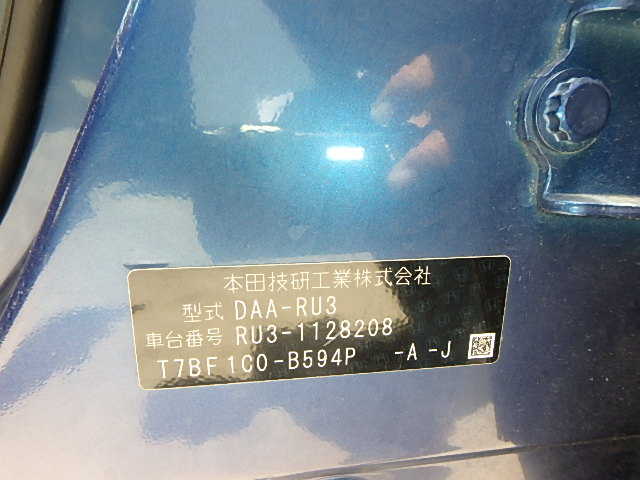 本田技研工業株式会社
型式 DAA-RU3
車台番号 RU3-1128208
T7BF1C0-B594P -A-J